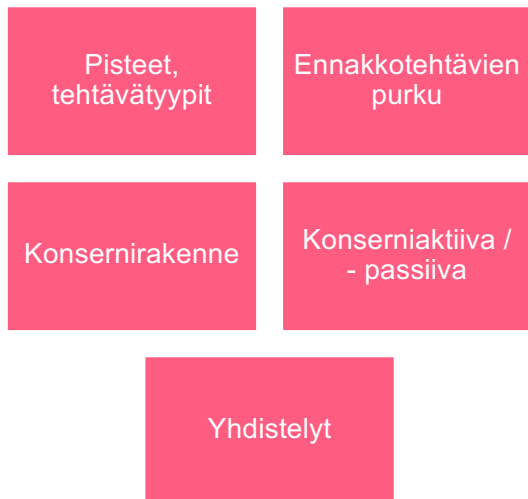 Pisteet,
tehtävätyypit
Ennakkotehtävien
purku
Konsernirakenne
Konserniaktiiva /
- passiiva
Yhdistelyt